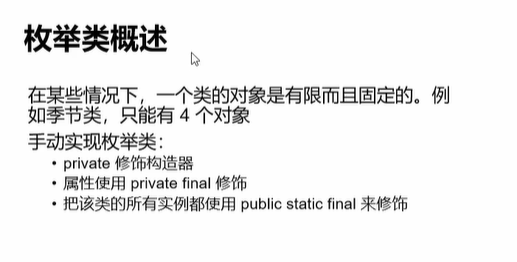 枚举类概述
在某些情况下，一个类的对象是有限而且固定的。例
如季节类，只能有 4 个对象
手动实现枚举类：
• private 修饰构造器
• 属性使用 private final 修饰
• 把该类的所有实例都使用 public static final 来修饰